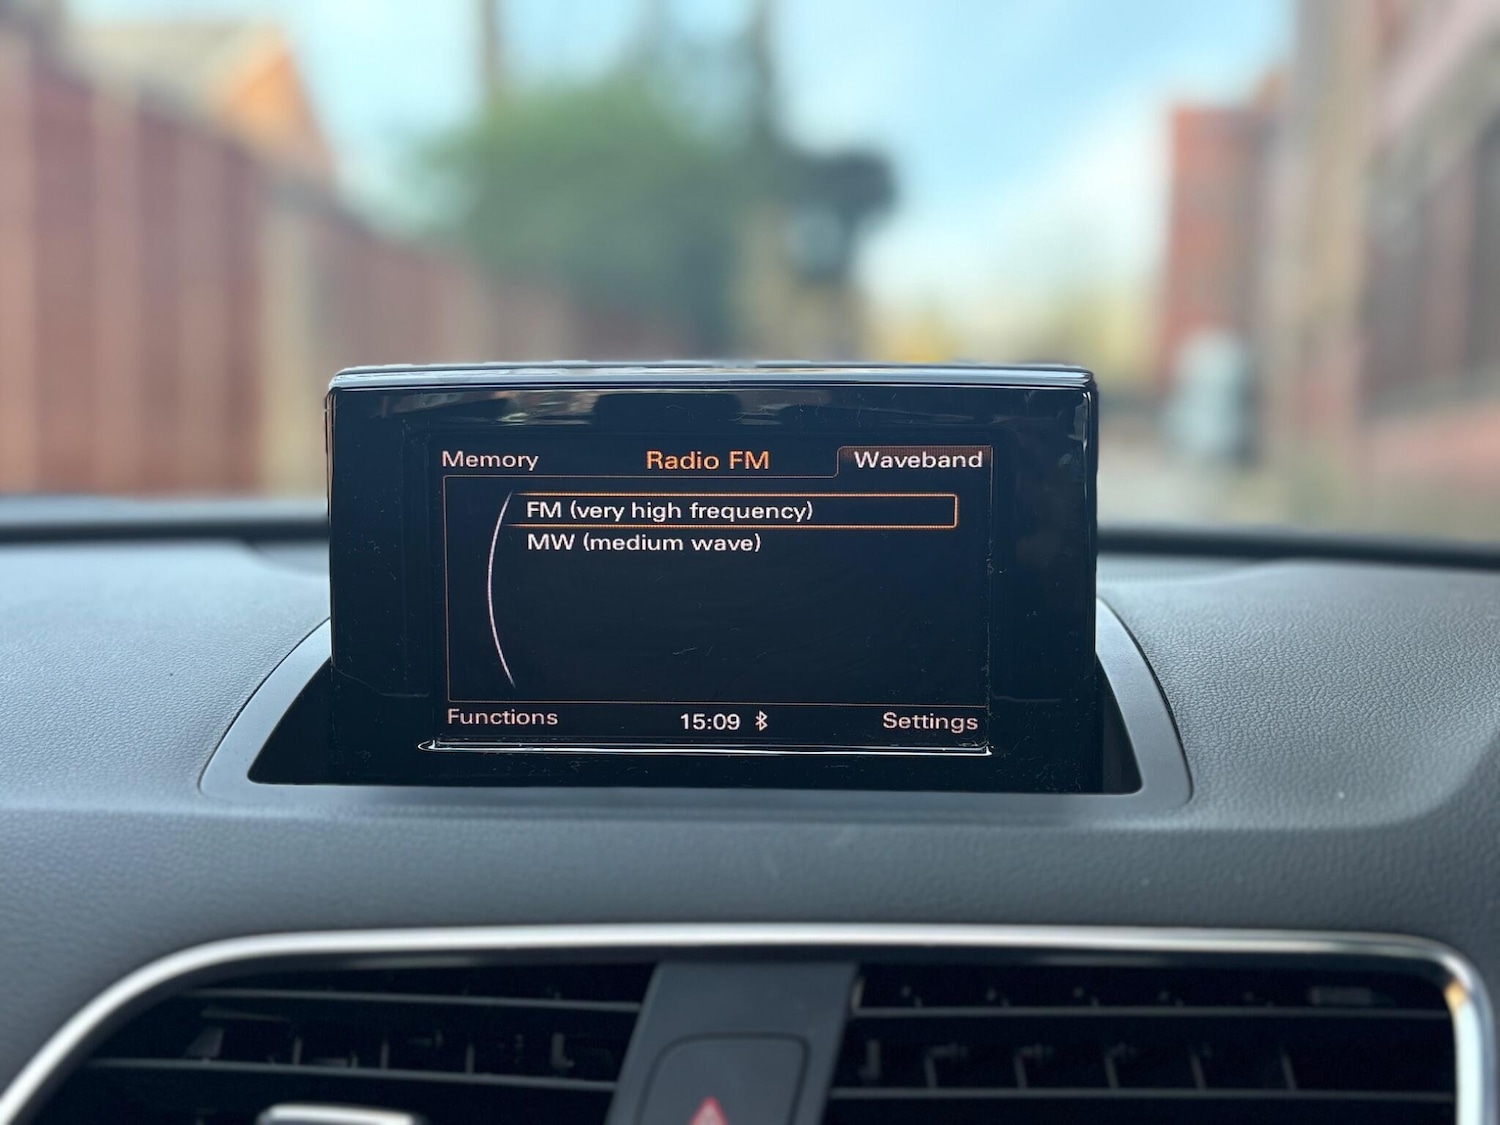 Memory Radio FM Waveband
FM (very high frequency)
MW (medium wave)
Functions 15:09 Settings